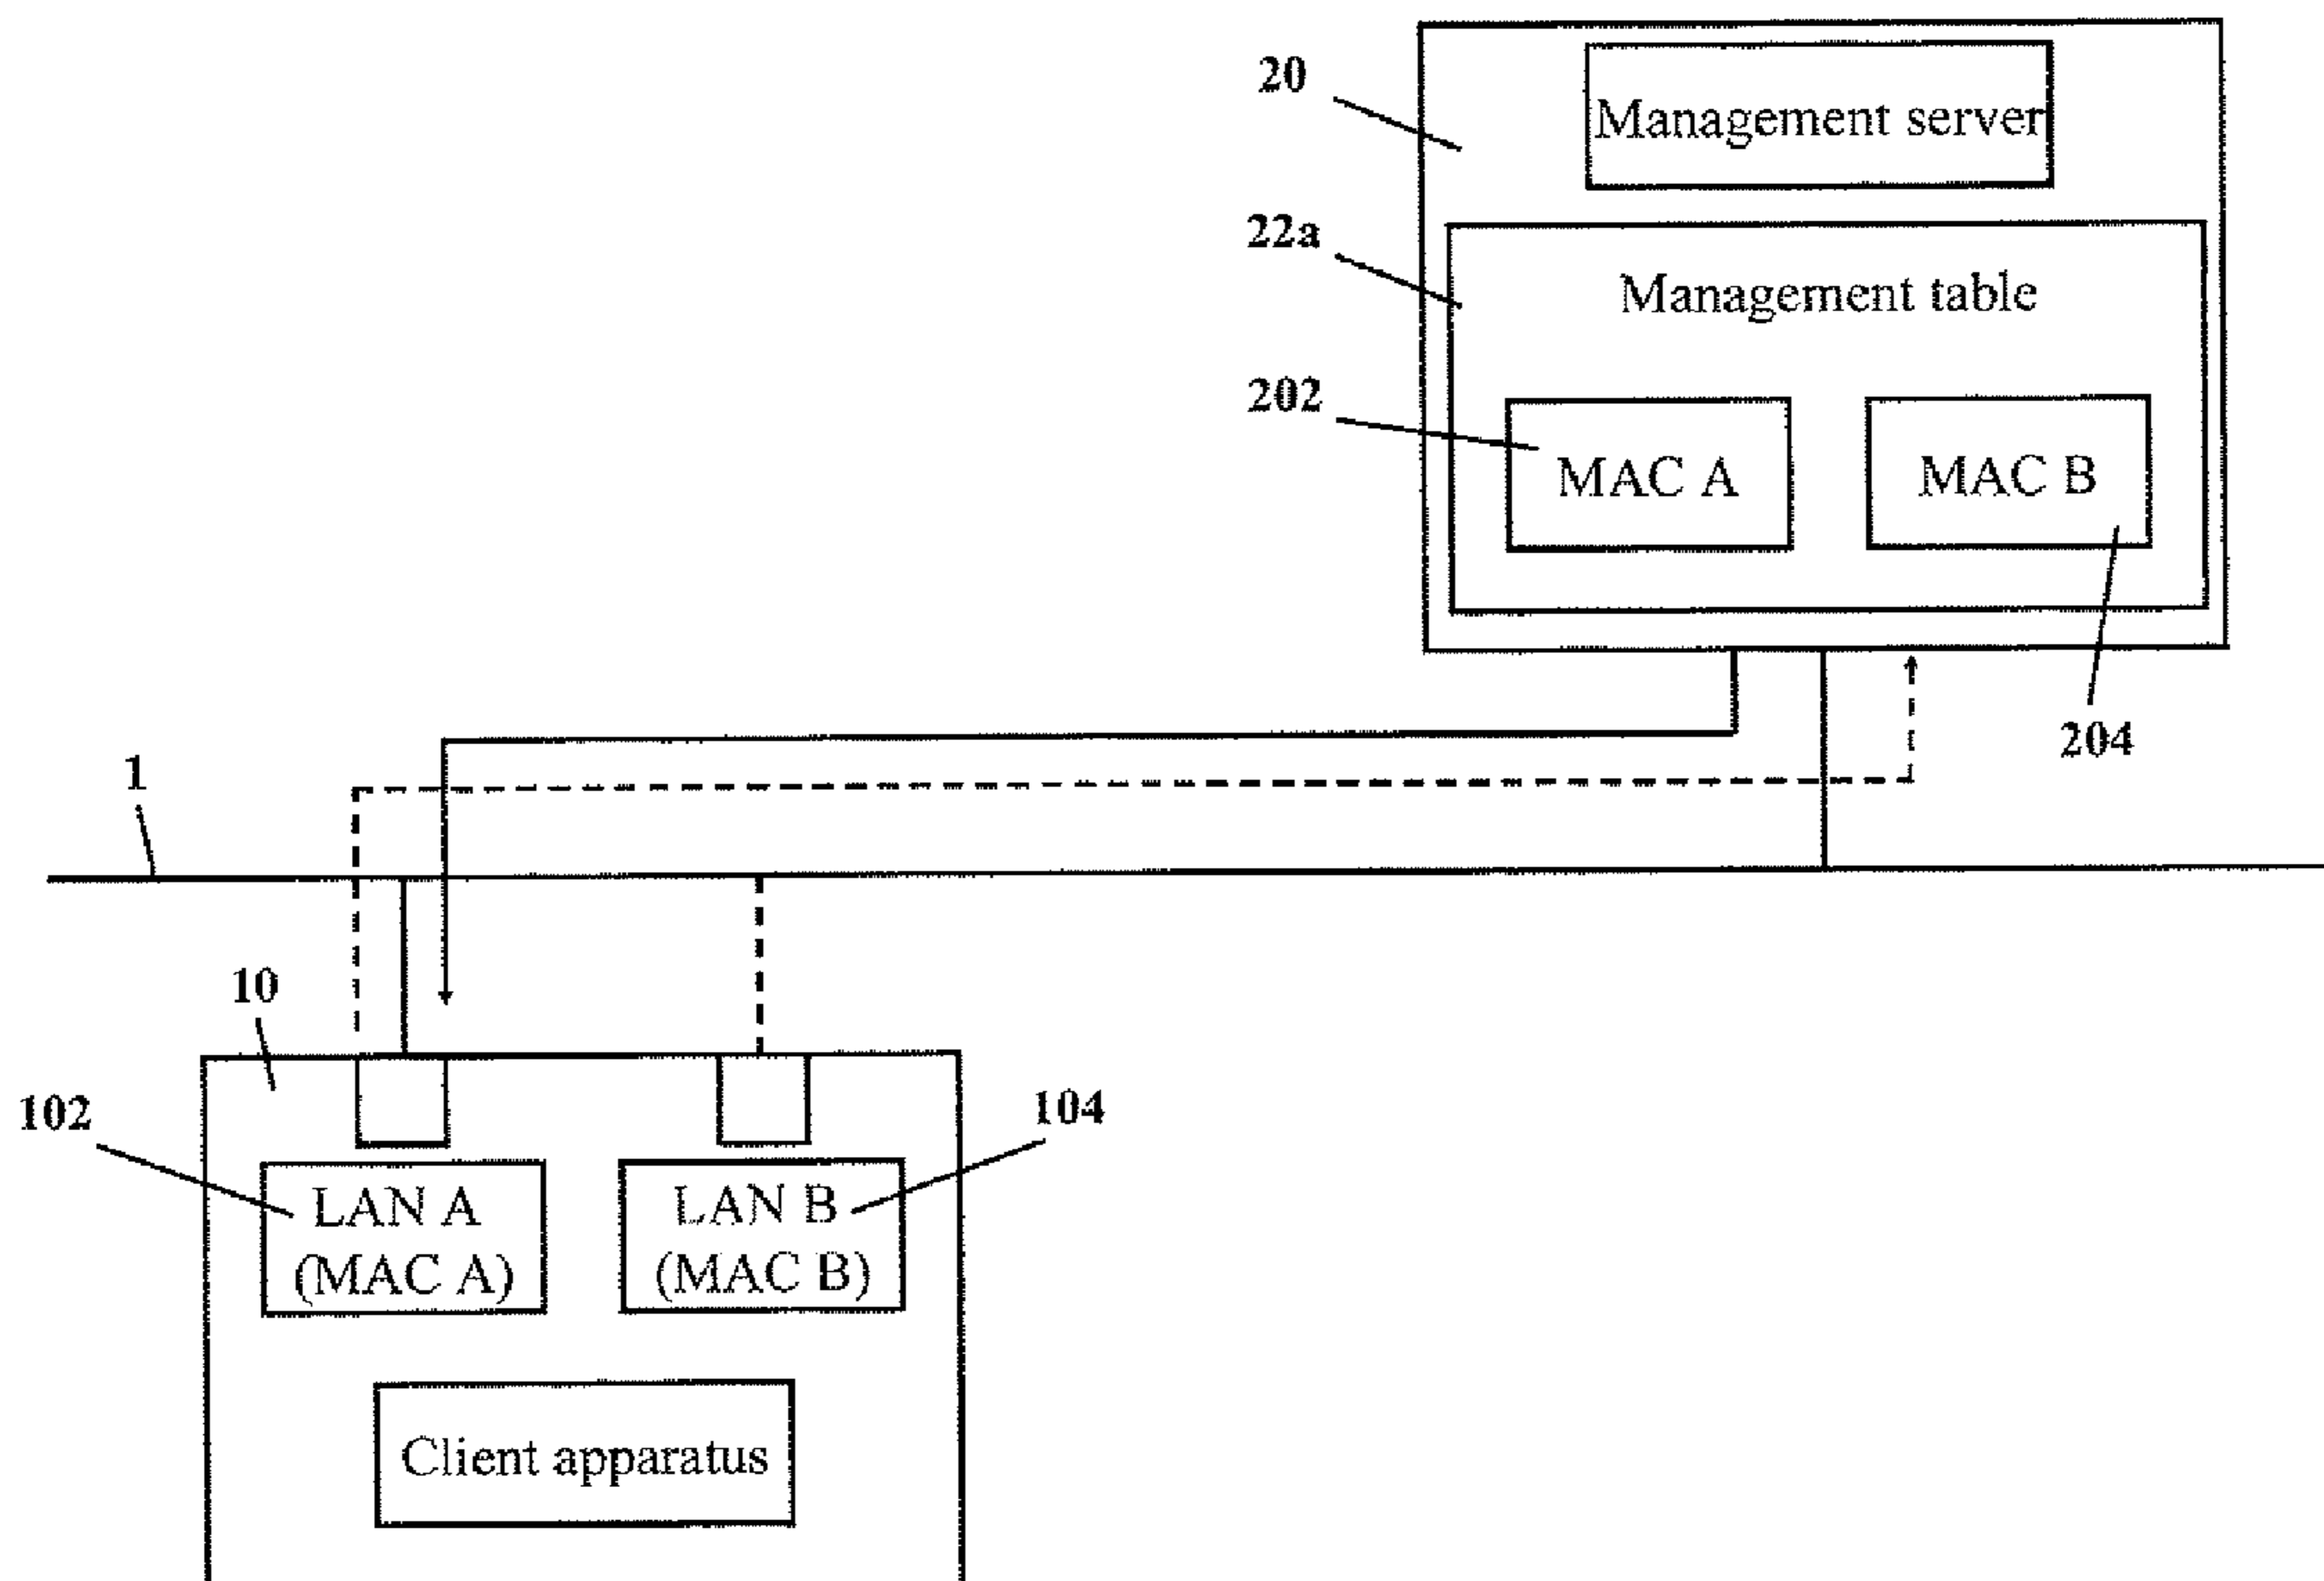 20
Management server
22a
Management table
202
MAC A
MAC B
204
1
10
102
104
LAN A
(MAC A)
LAN B
(MAC B)
Client apparatus